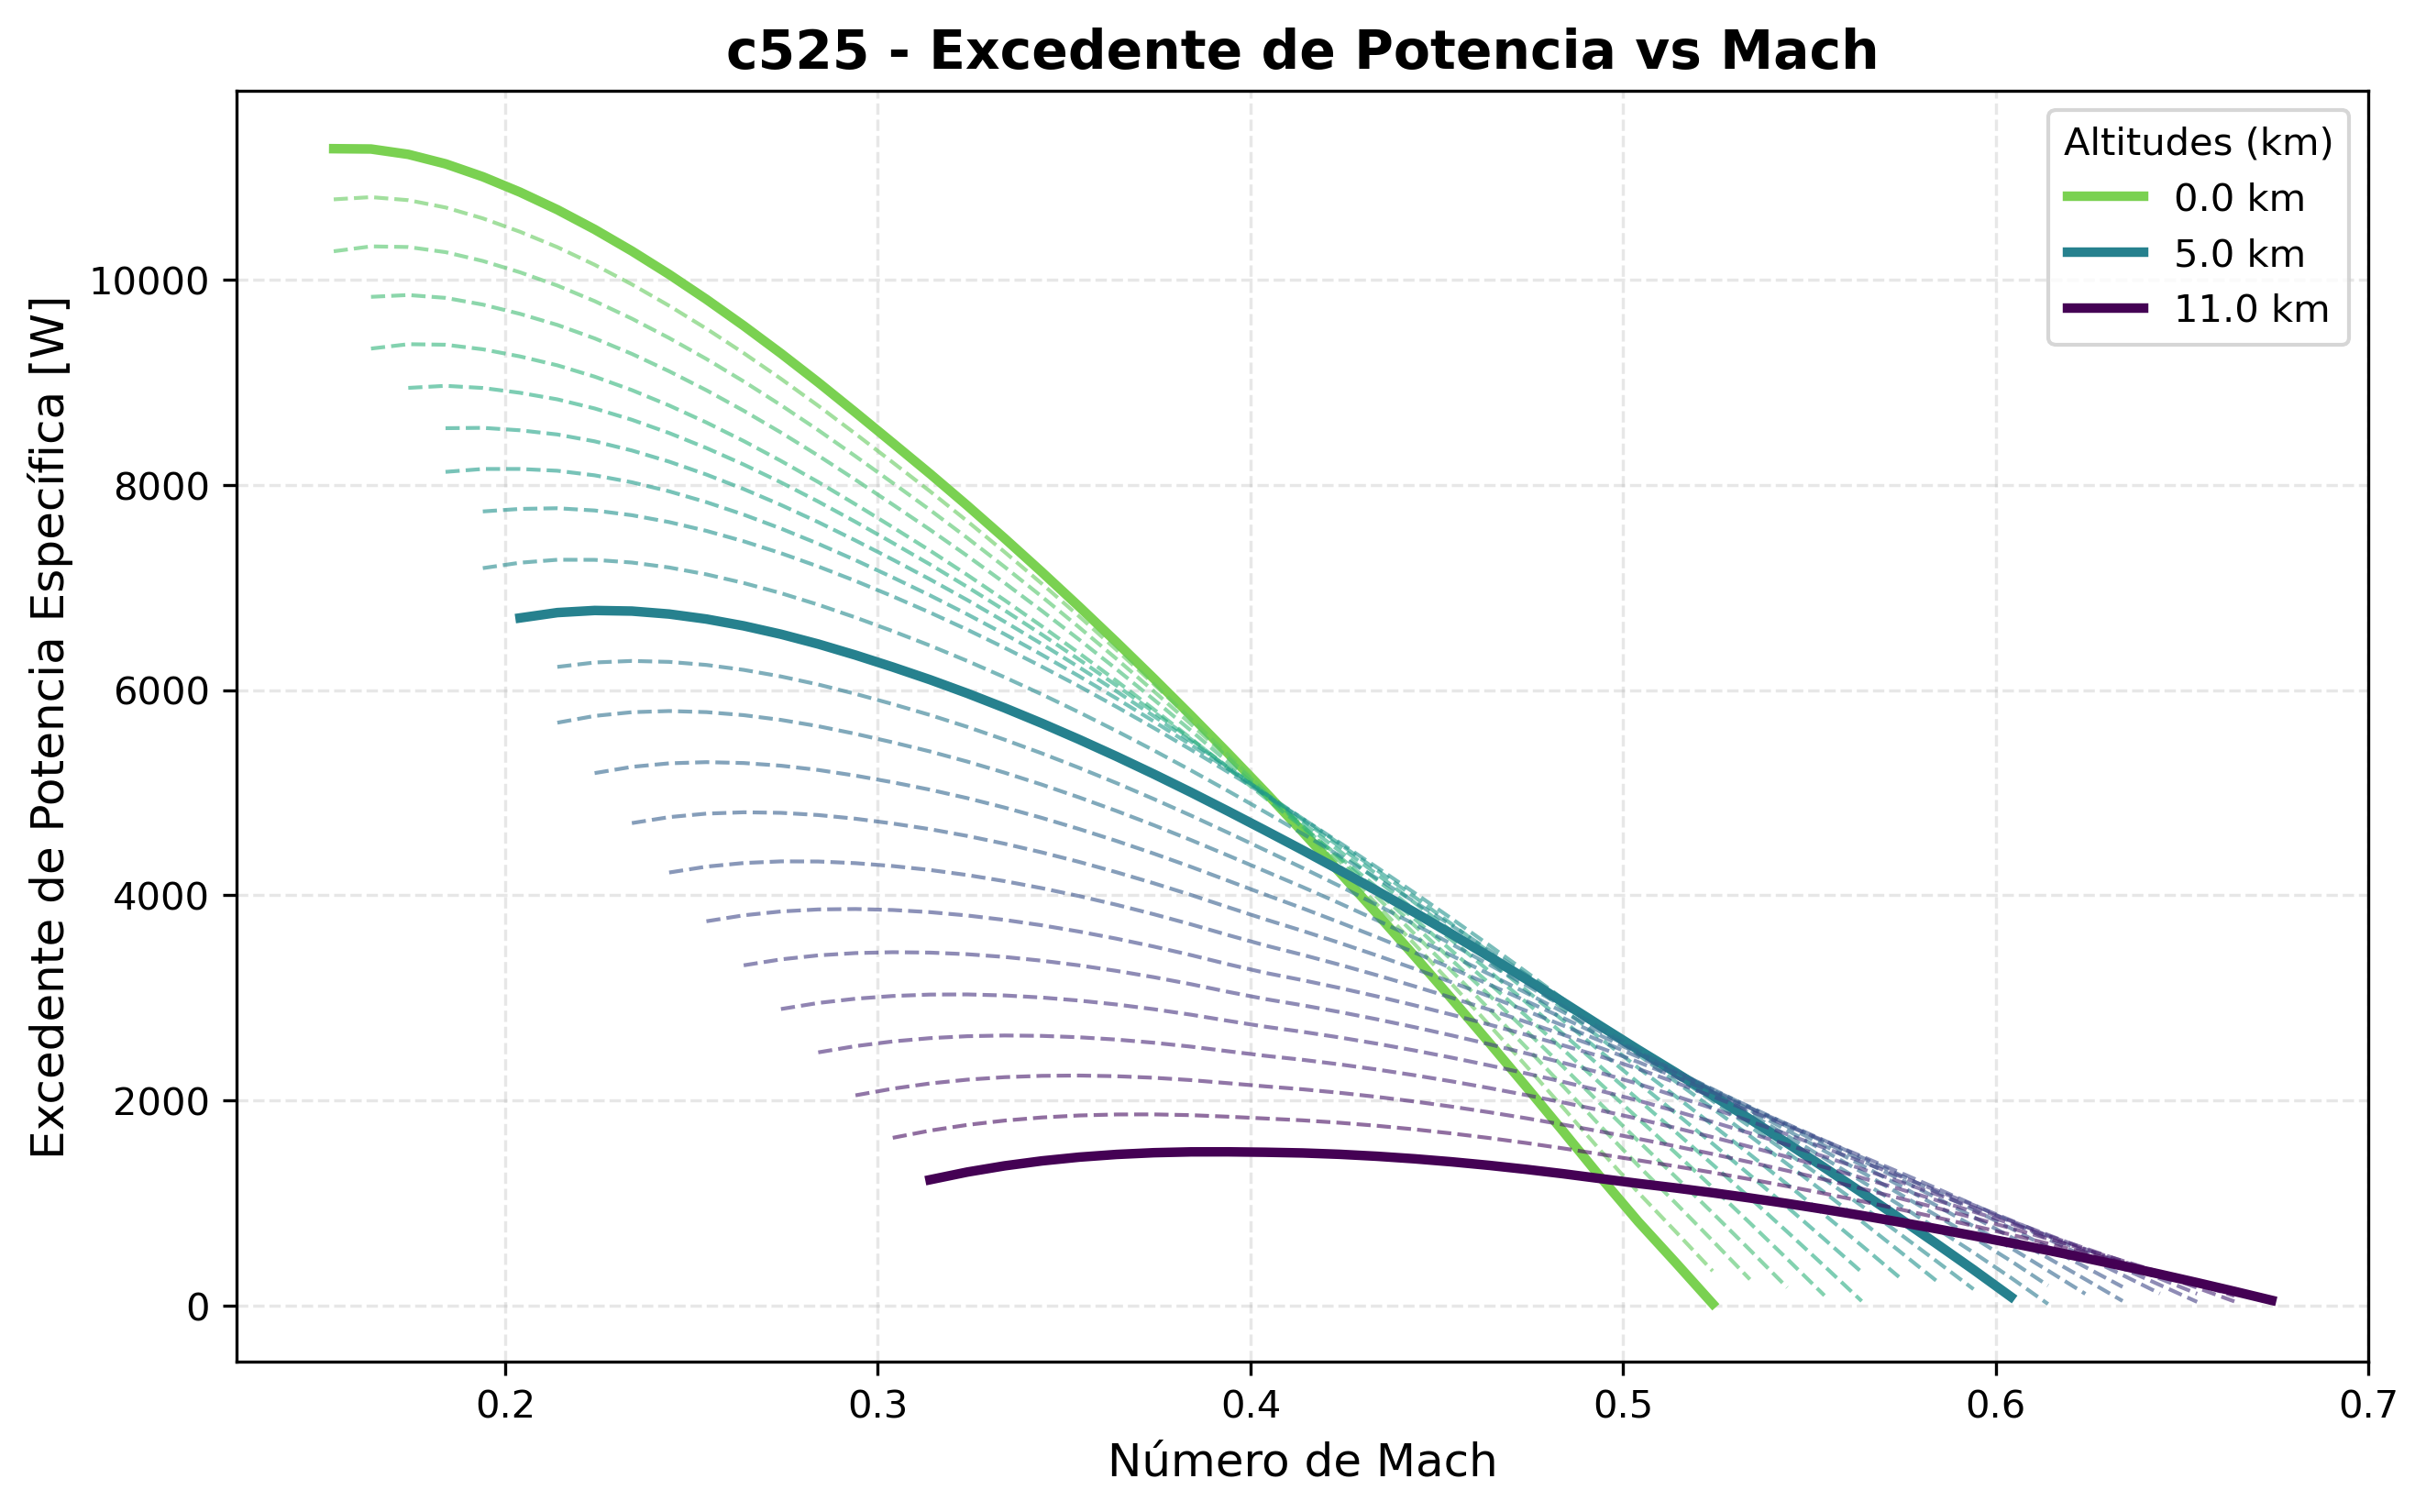 c525 - Excedente de Potencia vs Mach
Altitudes (km)
0.0 km
5.0 km
11.0 km
Excedente de Potencia Específica [W]
10000
8000
6000
4000
2000
0
0.2
0.3
0.4
0.5
0.6
0.7
Número de Mach